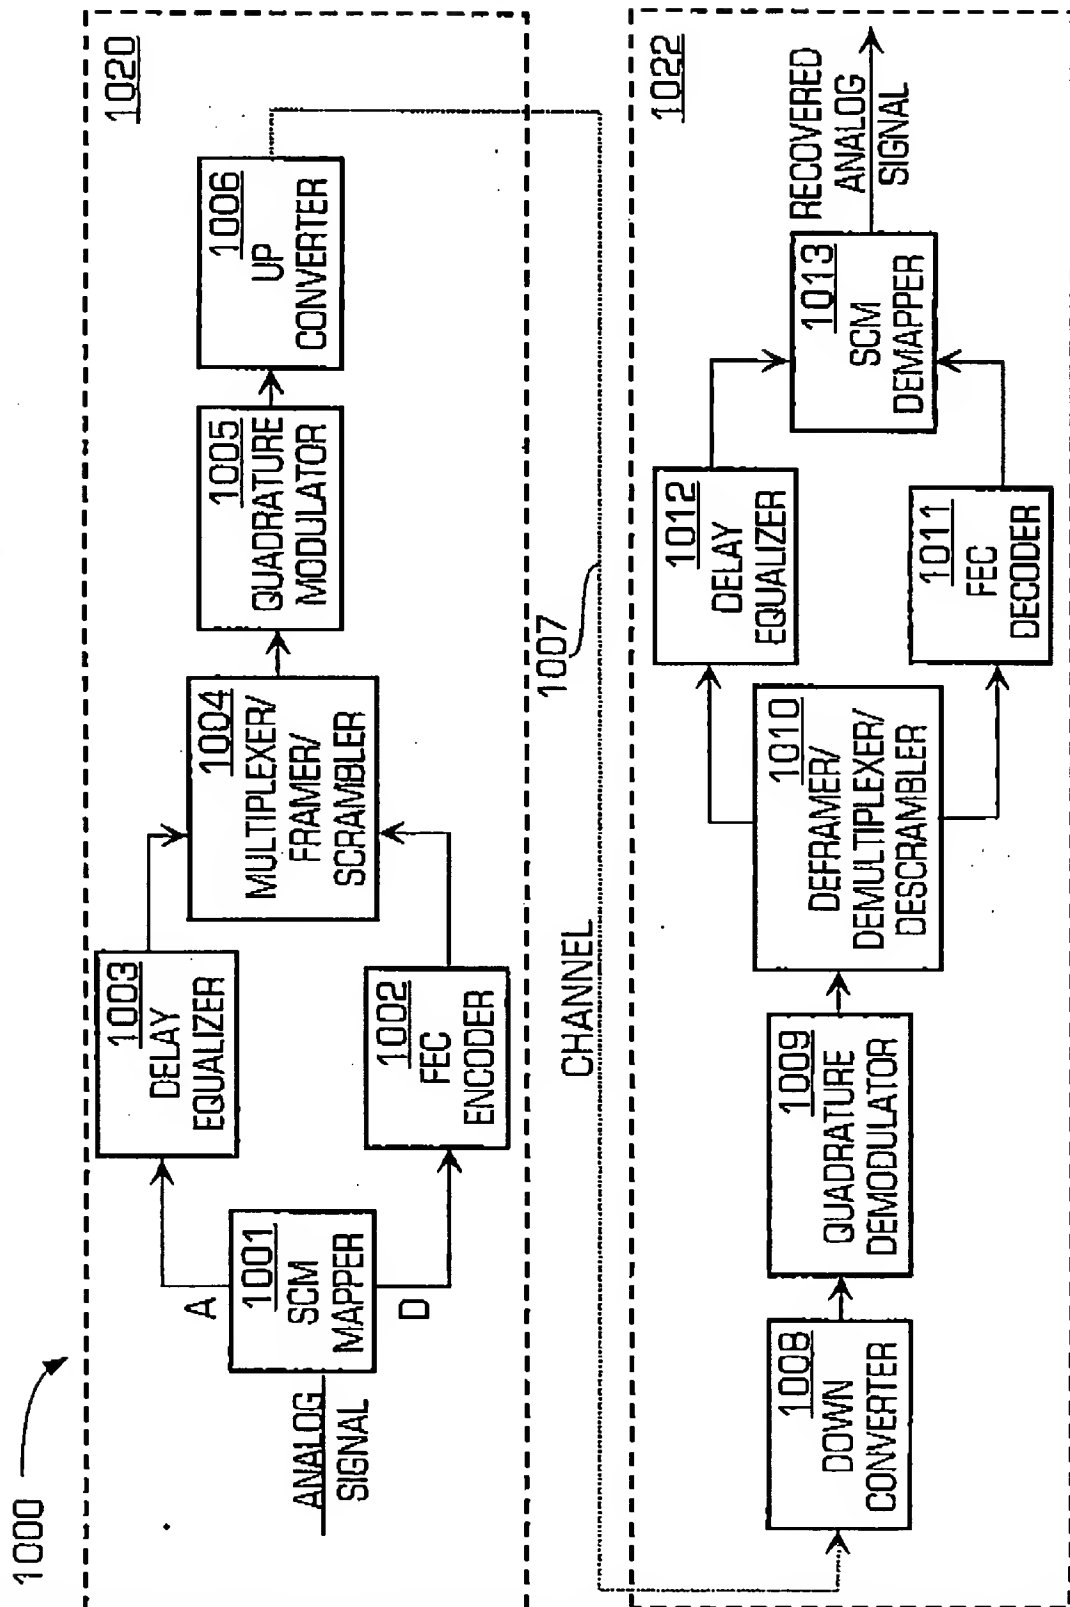 1000
1020
ANALOG
SIGNAL
1001
SCM
MAPPER
A
D
1003
DELAY
EQUALIZER
1002
FEC
ENCODER
1004
MULTIPLEXER/
FRAMER/
SCRAMBLER
1005
QUADRATURE
MODULATOR
1006
UP
CONVERTER
CHANNEL
1007
1022
1008
DOWN
CONVERTER
1009
QUADRATURE
DEMODULATOR
1010
DEFRAMER/
DEMULTIPLEXER/
DESCRAMBLER
1012
DELAY
EQUALIZER
1011
FEC
DECODER
1013
SCM
DEMAPPER
RECOVERED
ANALOG
SIGNAL